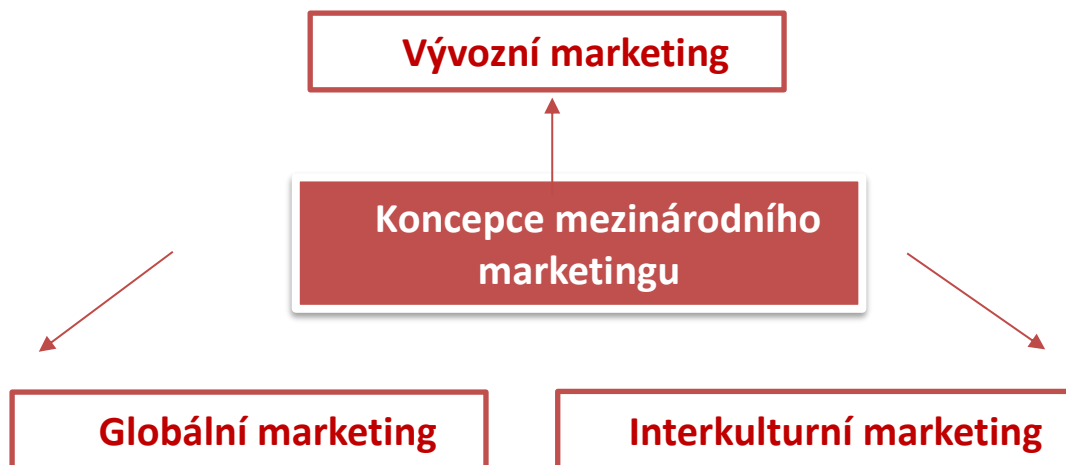 Vývozní marketing
Koncepce mezinárodního
marketingu
Globální marketing
Interkulturní marketing